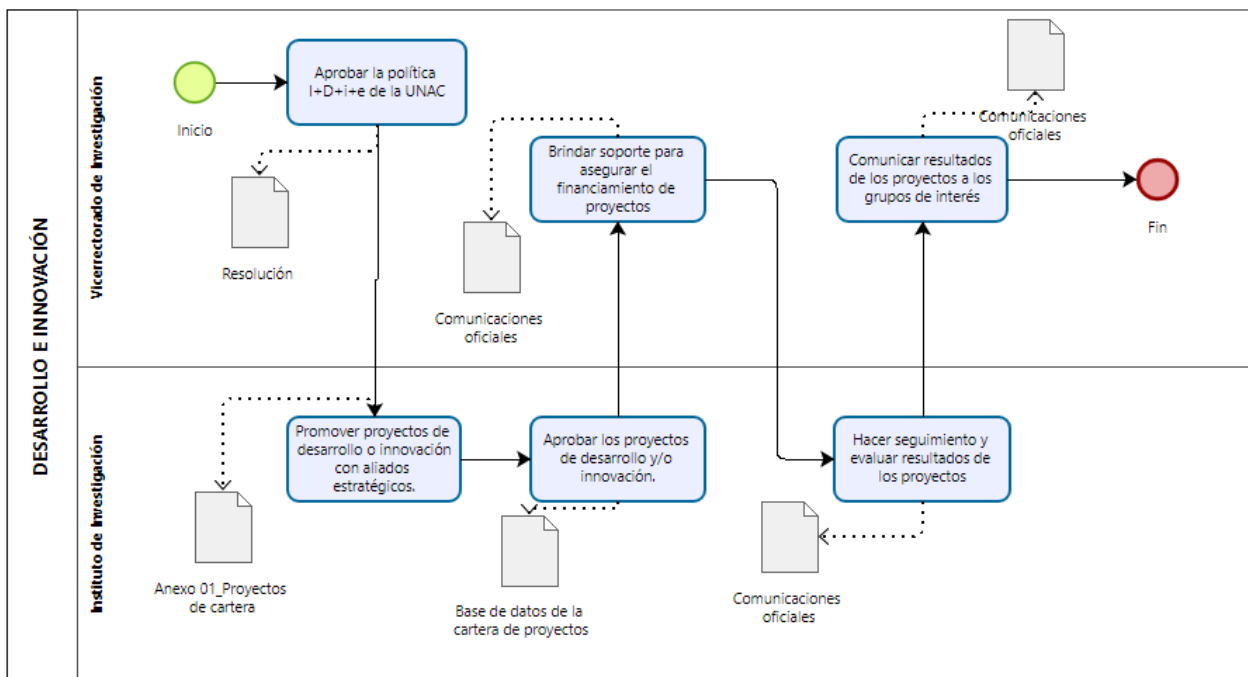 DESARROLLO E INNOVACIÓN
Vicerrectorado de Investigación
Inicio
Aprobar la política
I+D+i+e de la UNAC
Resolución
Comunicaciones
oficiales
Brindar soporte para
asegurar el
financiamiento de
proyectos
Comunicaciones
oficiales
Comunicar resultados
de los proyectos a los
grupos de interés
Fin
Instituto de Investigación
Promover proyectos de
desarrollo o innovación
con aliados
estratégicos.
Anexo 01_Proyectos
de cartera
Aprobar los proyectos
de desarrollo y/o
innovación.
Base de datos de la
cartera de proyectos
Hacer seguimiento y
evaluar resultados de
los proyectos
Comunicaciones
oficiales